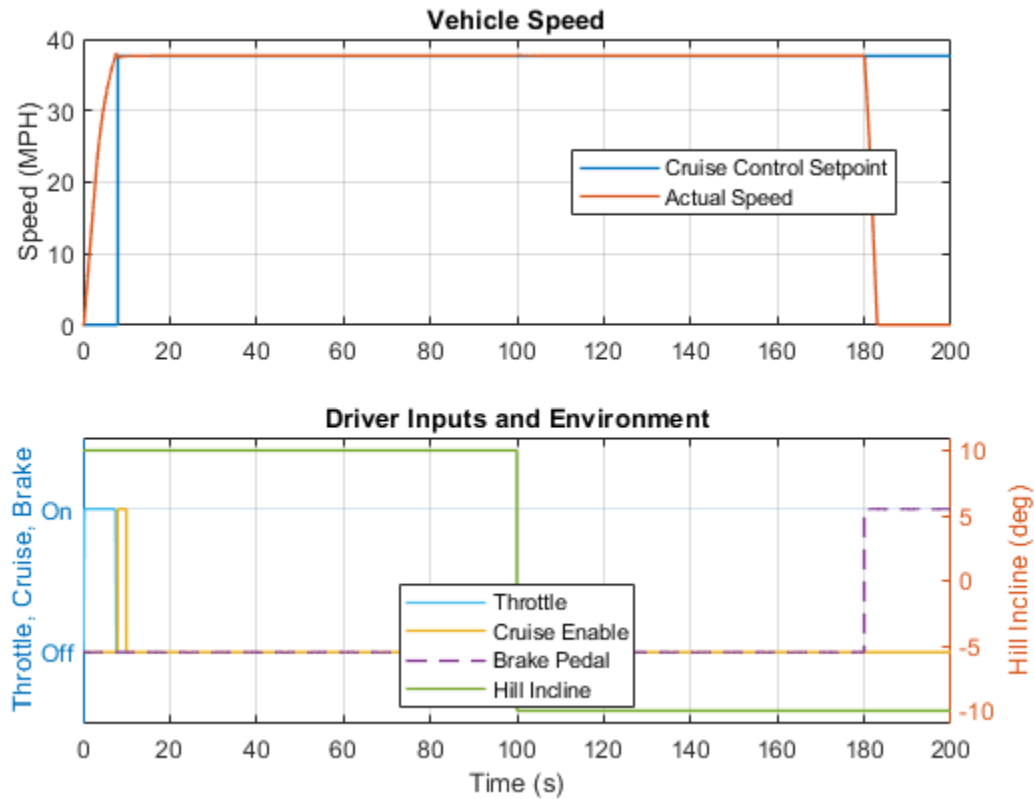 Vehicle Speed
40
30
20
10
0
Speed (MPH)
Cruise Control Setpoint
Actual Speed
0 20 40 60 80 100 120 140 160 180 200
Driver Inputs and Environment
Throttle, Cruise, Brake
On
Off
10
5
0
-5
-10
Hill Incline (deg)
Throttle
Cruise Enable
Brake Pedal
Hill Incline
0 20 40 60 80 100 120 140 160 180 200
Time (s)